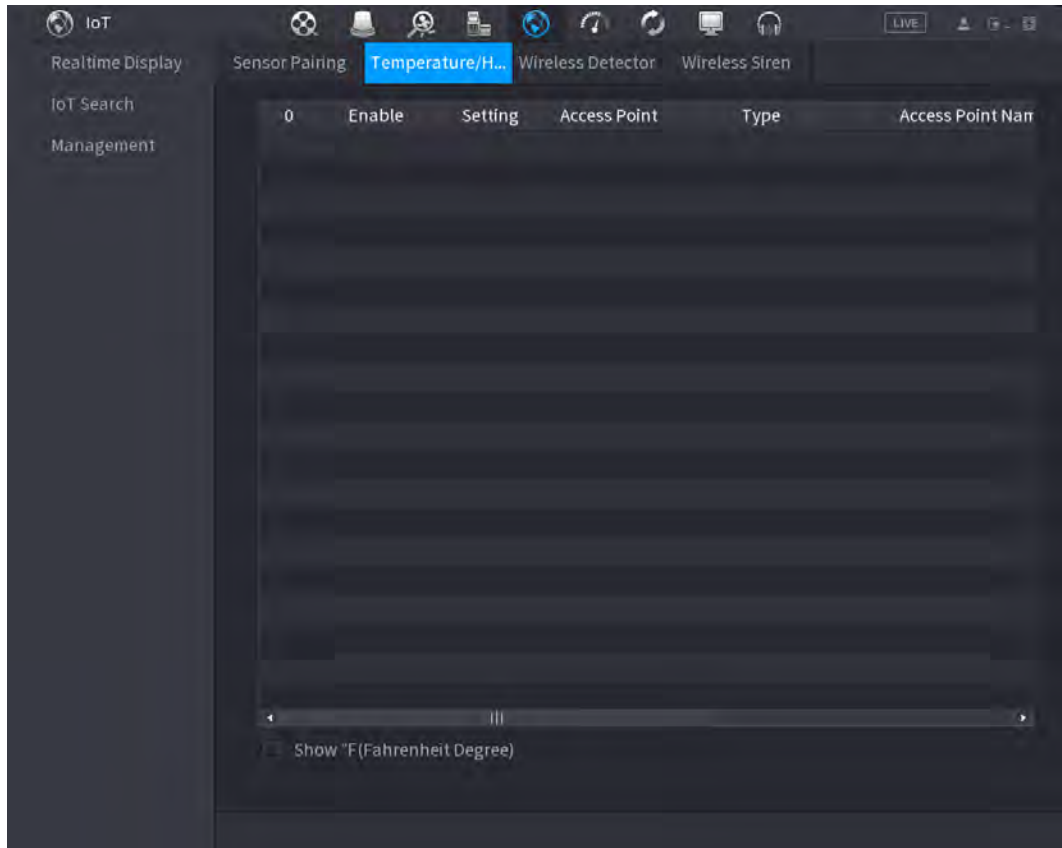 IoT
LIVE
Realtime Display
Sensor Pairing
Temperature/H...
Wireless Detector
Wireless Siren
IoT Search
Management
0
Enable
Setting
Access Point
Type
Access Point Nam
Show °F(Fahrenheit Degree)